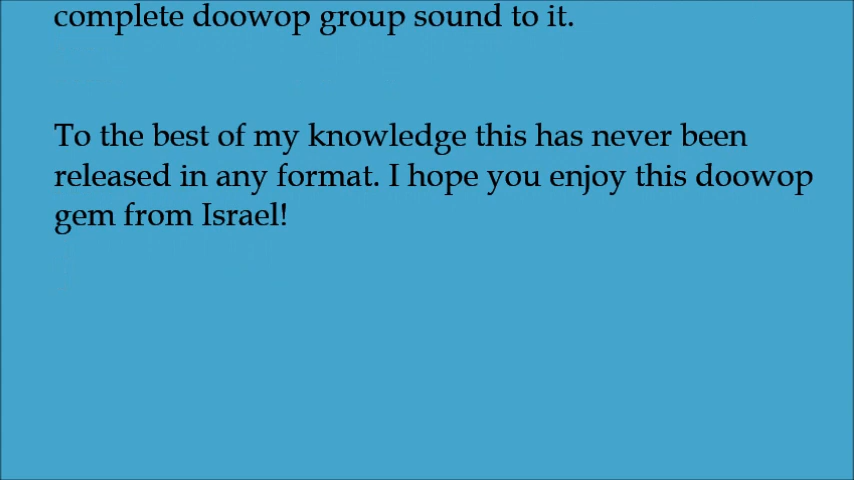 complete doowop group sound to it.
To the best of my knowledge this has never been
released in any format. I hope you enjoy this doowop
gem from Israel!